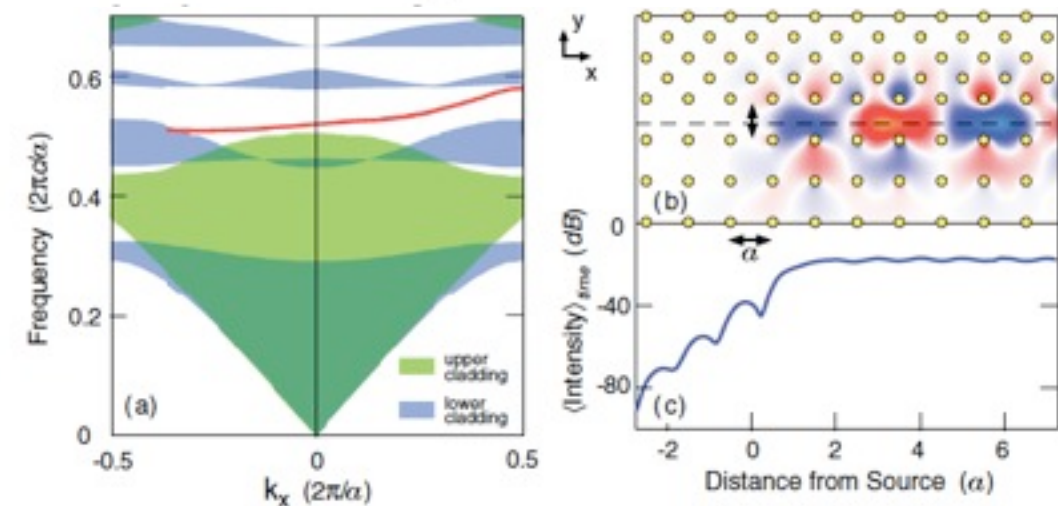 0.6
0.4
0.2
0
Frequency (2πc/a)
(a)
upper
cladding
lower
cladding
-0.5
0
0.5
kx (2π/a)
y
x
(b)
a
0
-40
-80
⟨Intensity⟩time (dB)
(c)
-2
0
2
4
6
Distance from Source (a)